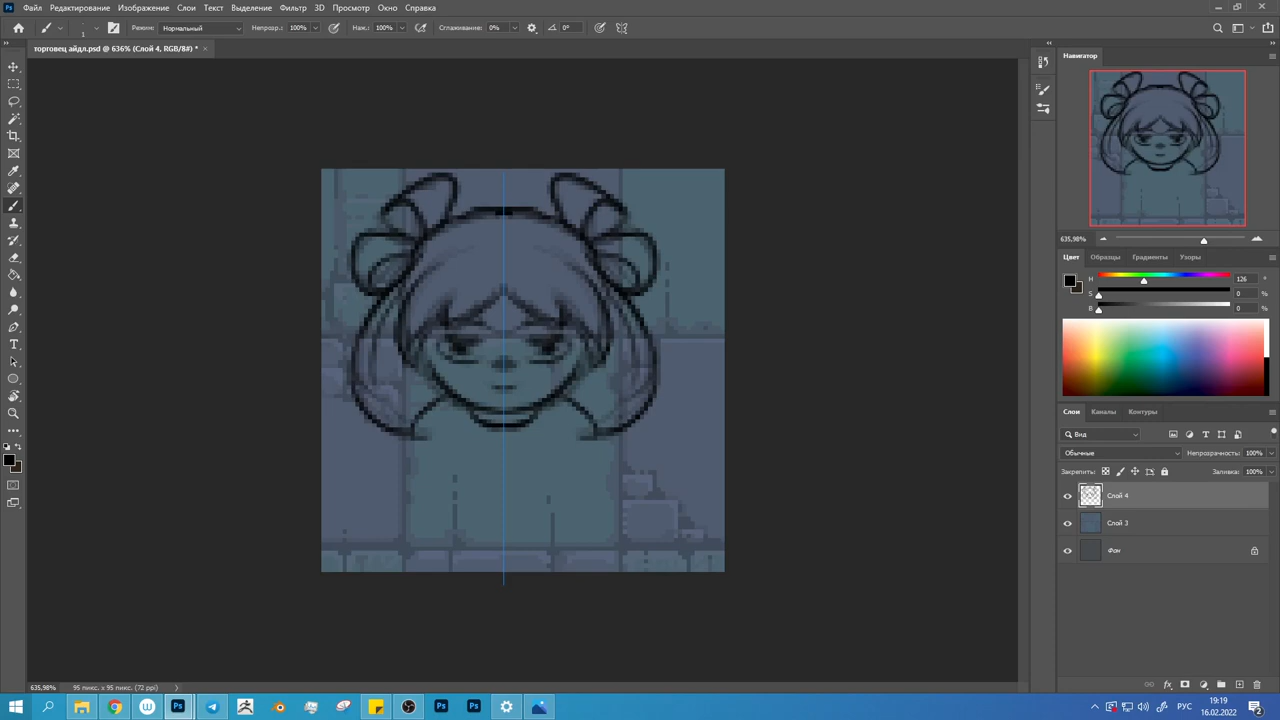 Файл Редактирование Изображение Слои Текст Выделение Фильтр 3D Просмотр Окно Справка
1 Режим: Нормальный Непрозр.: 100% Наж.: 100% Сглаживание: 0% 0°
торговец айдл.psd @ 636% (Слой 4, RGB/8#) * ×
Навигатор
635,98%
Цвет Образцы Градиенты Узоры
H 126 °
S 0 %
B 0 %
Слои Каналы Контуры
Вид
Обычные Непрозрачность: 100%
Закрепить: Заливка: 100%
Слой 4
Слой 3
Фон
635,98% 95 пикс. x 95 пикс. (72 ppi)
РУС 19:19
16.02.2022 2